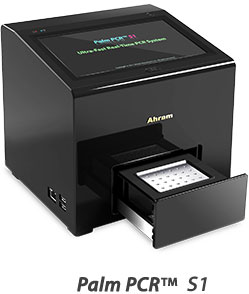 Palm PCR™ S1
Ultra-Fast Real-Time PCR System
Ahram
Palm PCR™ S1